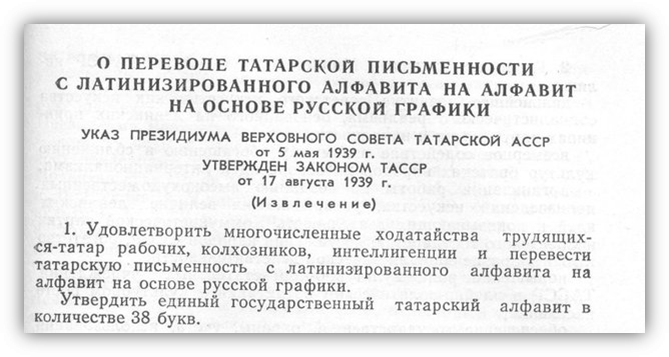 О ПЕРЕВОДЕ ТАТАРСКОЙ ПИСЬМЕННОСТИ
С ЛАТИНИЗИРОВАННОГО АЛФАВИТА НА АЛФАВИТ
НА ОСНОВЕ РУССКОЙ ГРАФИКИ
УКАЗ ПРЕЗИДИУМА ВЕРХОВНОГО СОВЕТА ТАТАРСКОЙ АССР
от 5 мая 1939 г.
УТВЕРЖДЕН ЗАКОНОМ ТАССР
от 17 августа 1939 г.
(Извлечение)
1. Удовлетворить многочисленные ходатайства трудящих-
ся-татар рабочих, колхозников, интеллигенции и перевести
татарскую письменность с латинизированного алфавита на
алфавит на основе русской графики.
Утвердить единый государственный татарский алфавит в
количестве 38 букв.